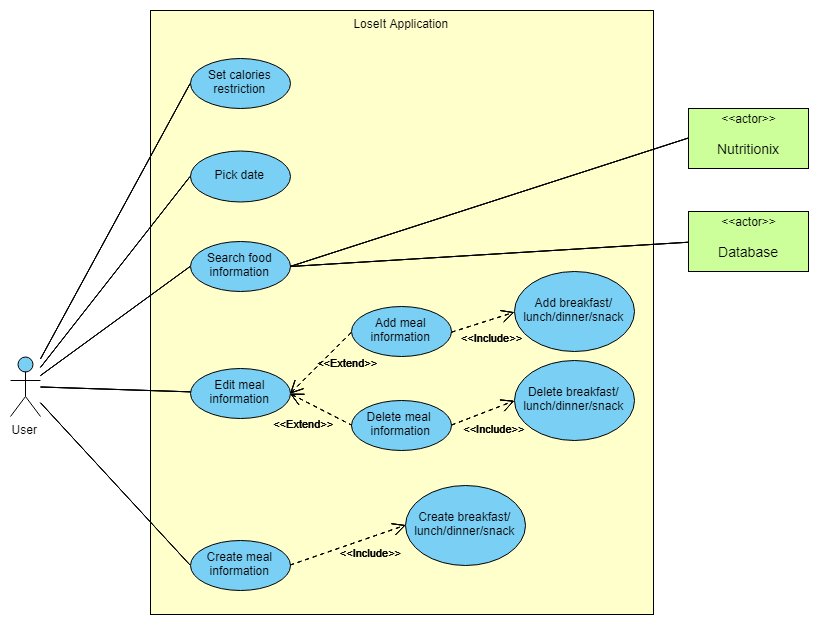 LoseIt Application
Set calories
restriction
<<actor>>
Nutritionix
Pick date
<<actor>>
Database
Search food
information
Add meal
information
<<Include>>
Add breakfast/
lunch/dinner/snack
<<Extend>>
Edit meal
information
Delete meal
information
<<Extend>>
<<Include>>
Delete breakfast/
lunch/dinner/snack
User
Create breakfast/
lunch/dinner/snack
<<Include>>
Create meal
information